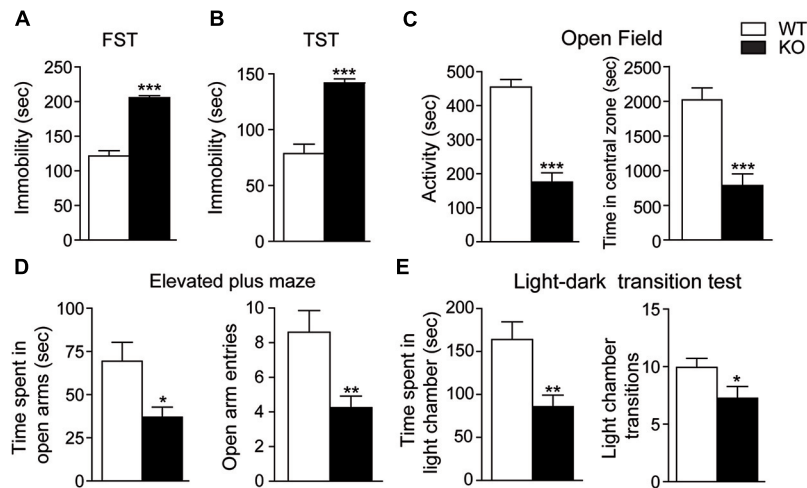 A
FST
Immobility (sec)
250
200
150
100
50
0
***
B
TST
Immobility (sec)
150
100
50
0
***
C
Open Field
WT
KO
Activity (sec)
500
400
300
200
100
0
***
Time in central zone (sec)
2500
2000
1500
1000
500
0
***
D
Elevated plus maze
Time spent in
open arms (sec)
100
75
50
25
0
*
Open arm entries
10
8
6
4
2
0
**
E
Light-dark transition test
Time spent in
light chamber (sec)
200
150
100
50
0
**
Light chamber
transitions
15
10
5
0
*